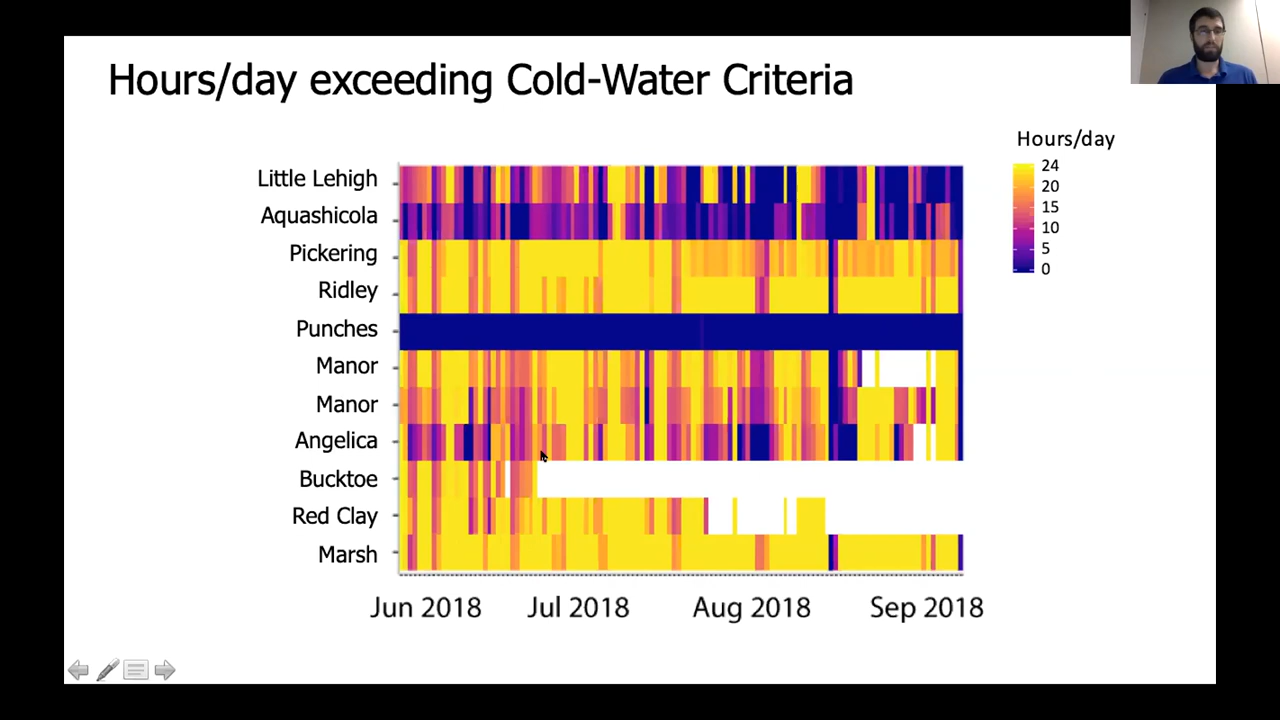 Hours/day exceeding Cold-Water Criteria
Hours/day
24
20
15
10
5
0
Little Lehigh
Aquashicola
Pickering
Ridley
Punches
Manor
Manor
Angelica
Bucktoe
Red Clay
Marsh
Jun 2018 Jul 2018 Aug 2018 Sep 2018